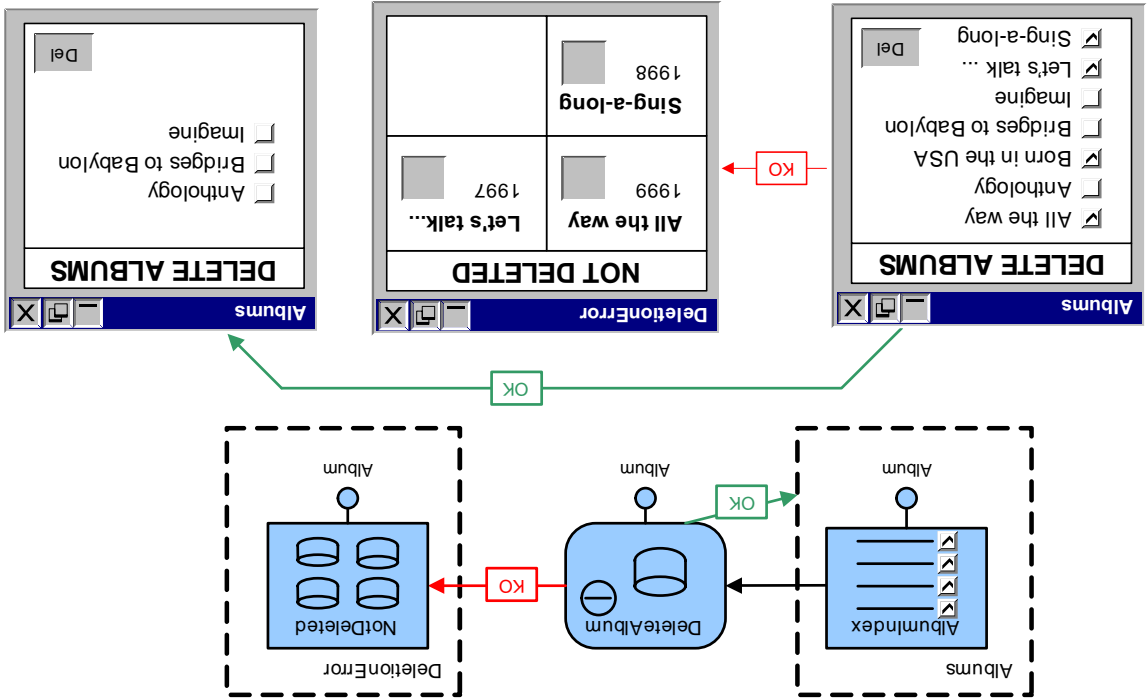 Albums
DeletionError
AlbumIndex
DeleteAlbum
NotDeleted
KO
OK
Album
Album
Album
OK
Albums
DELETE ALBUMS
All the way
Anthology
Born in the USA
Bridges to Babylon
Imagine
Let's talk ...
Sing-a-long
Del
KO
DeletionError
NOT DELETED
All the way
1999
Let's talk...
1997
Sing-a-long
1998
Albums
DELETE ALBUMS
Anthology
Bridges to Babylon
Imagine
Del